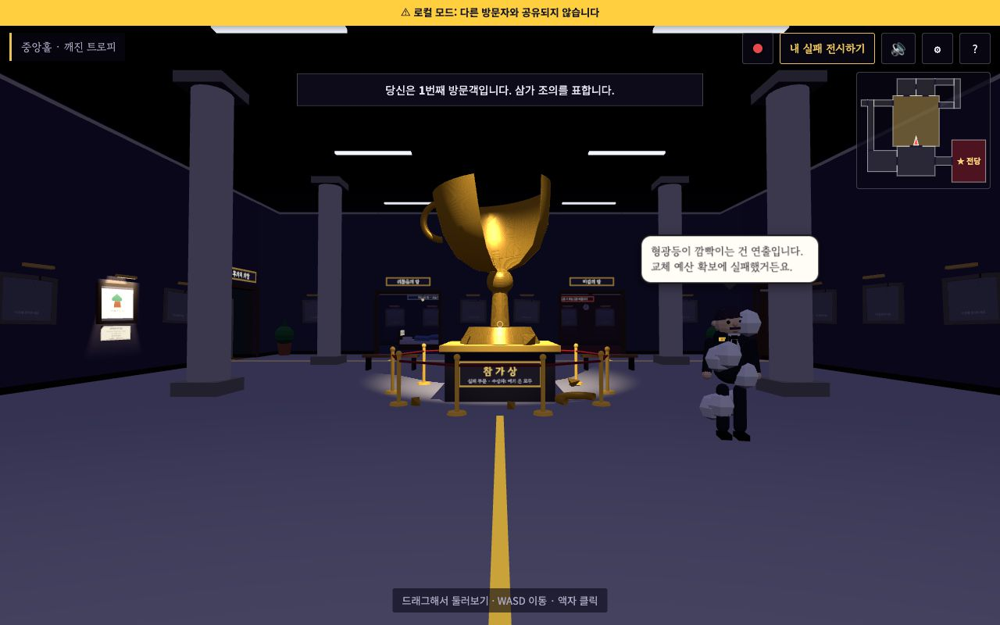 ⚠ 로컬 모드: 다른 방문자와 공유되지 않습니다
중앙홀 · 깨진 트로피
내 실패 전시하기
?
당신은 1번째 방문객입니다. 삼가 조의를 표합니다.
★ 전당
형광등이 깜빡이는 건 연출입니다.
교체 예산 확보에 실패했거든요.
참가상
드래그해서 둘러보기 · WASD 이동 · 액자 클릭